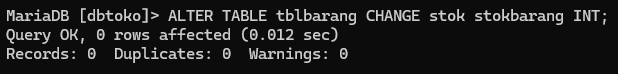 MariaDB [dbtoko]> ALTER TABLE tblbarang CHANGE stok stokbarang INT;
Query OK, 0 rows affected (0.012 sec)
Records: 0  Duplicates: 0  Warnings: 0